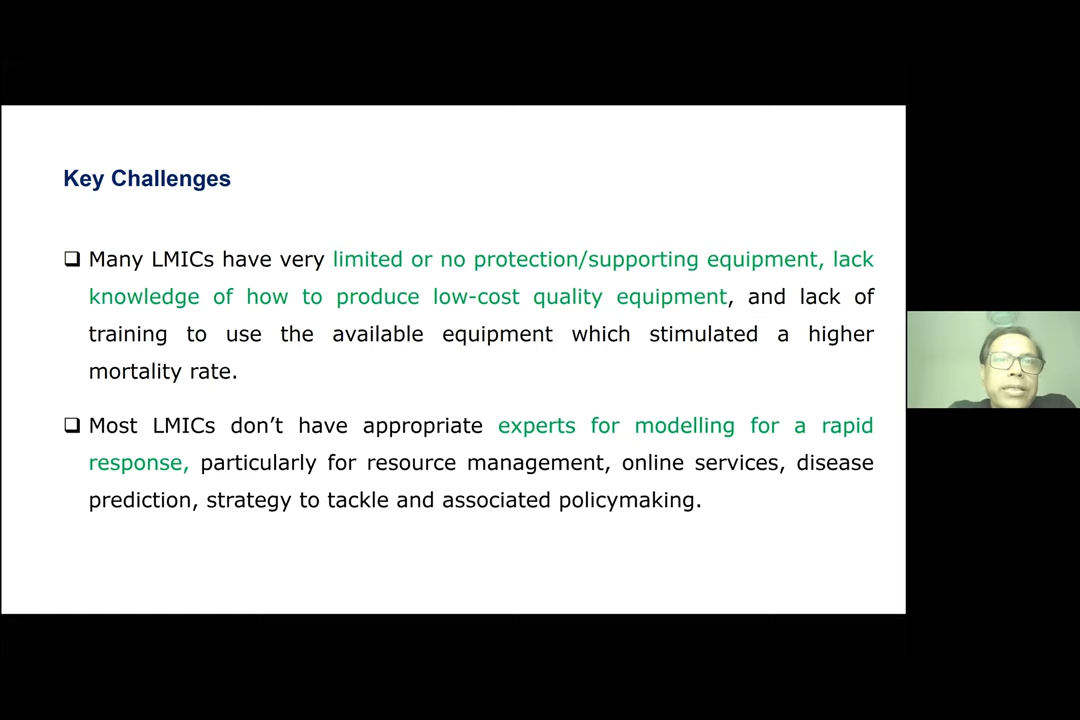 Key Challenges
❑ Many LMICs have very limited or no protection/supporting equipment, lack
knowledge of how to produce low-cost quality equipment, and lack of
training to use the available equipment which stimulated a higher
mortality rate.
❑ Most LMICs don’t have appropriate experts for modelling for a rapid
response, particularly for resource management, online services, disease
prediction, strategy to tackle and associated policymaking.